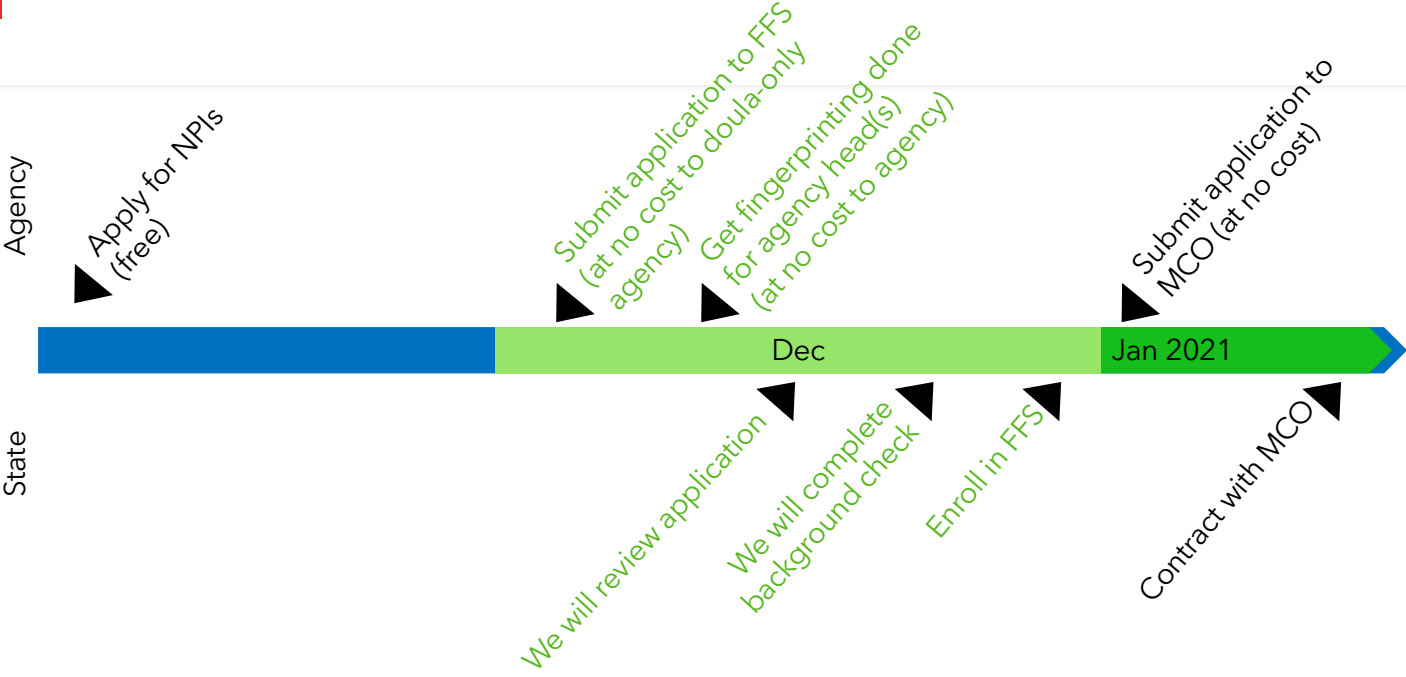 Agency
Apply for NPIs
(free)
Submit application to FFS
(at no cost to doula-only
agency)
Get fingerprinting done
for agency head(s)
(at no cost to agency)
Submit application to
MCO (at no cost)
Dec
Jan 2021
State
We will review application
We will complete
background check
Enroll in FFS
Contract with MCO